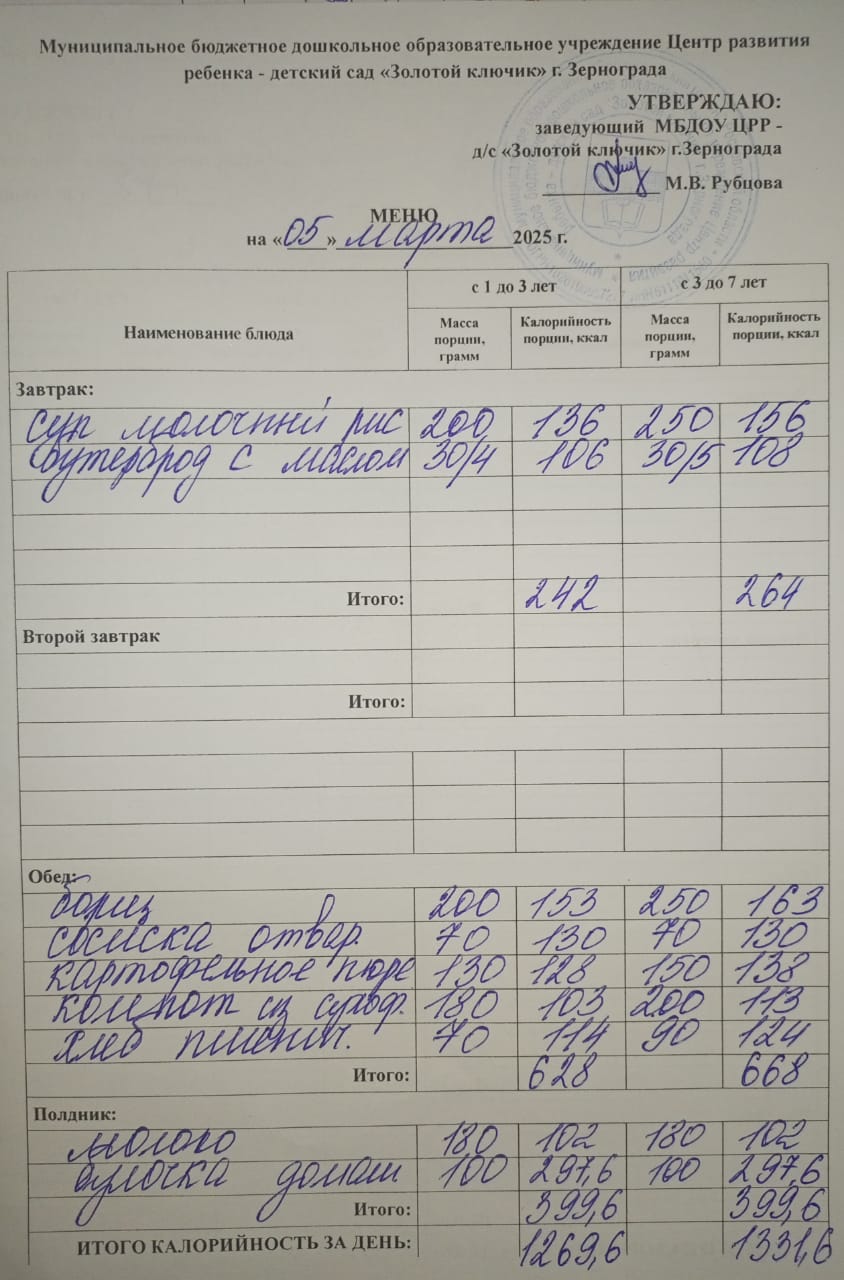 Муниципальное бюджетное дошкольное образовательное учреждение Центр развития
ребенка - детский сад «Золотой ключик» г. Зернограда
УТВЕРЖДАЮ:
заведующий МБДОУ ЦРР -
д/с «Золотой ключик» г.Зернограда
М.В. Рубцова
МЕНЮ
на «05» марта 2025 г.
Наименование блюда с 1 до 3 лет с 3 до 7 лет
Масса порции, грамм Калорийность порции, ккал Масса порции, грамм Калорийность порции, ккал
Завтрак:
суп молочный рис 200 136 250 156
бутерброд с маслом 30/4 106 30/5 108
Итого: 242 264
Второй завтрак
Итого:
Обед:
борщ 200 153 250 163
сосиска отвар. 70 130 70 130
картофельное пюре 130 128 150 138
компот из сухоф. 180 103 200 113
хлеб пшенич. 70 114 90 124
Итого: 628 668
Полдник:
молоко 180 102 180 102
булочка домаш 100 297,6 100 297,6
Итого: 399,6 399,6
ИТОГО КАЛОРИЙНОСТЬ ЗА ДЕНЬ: 1269,6 1331,6